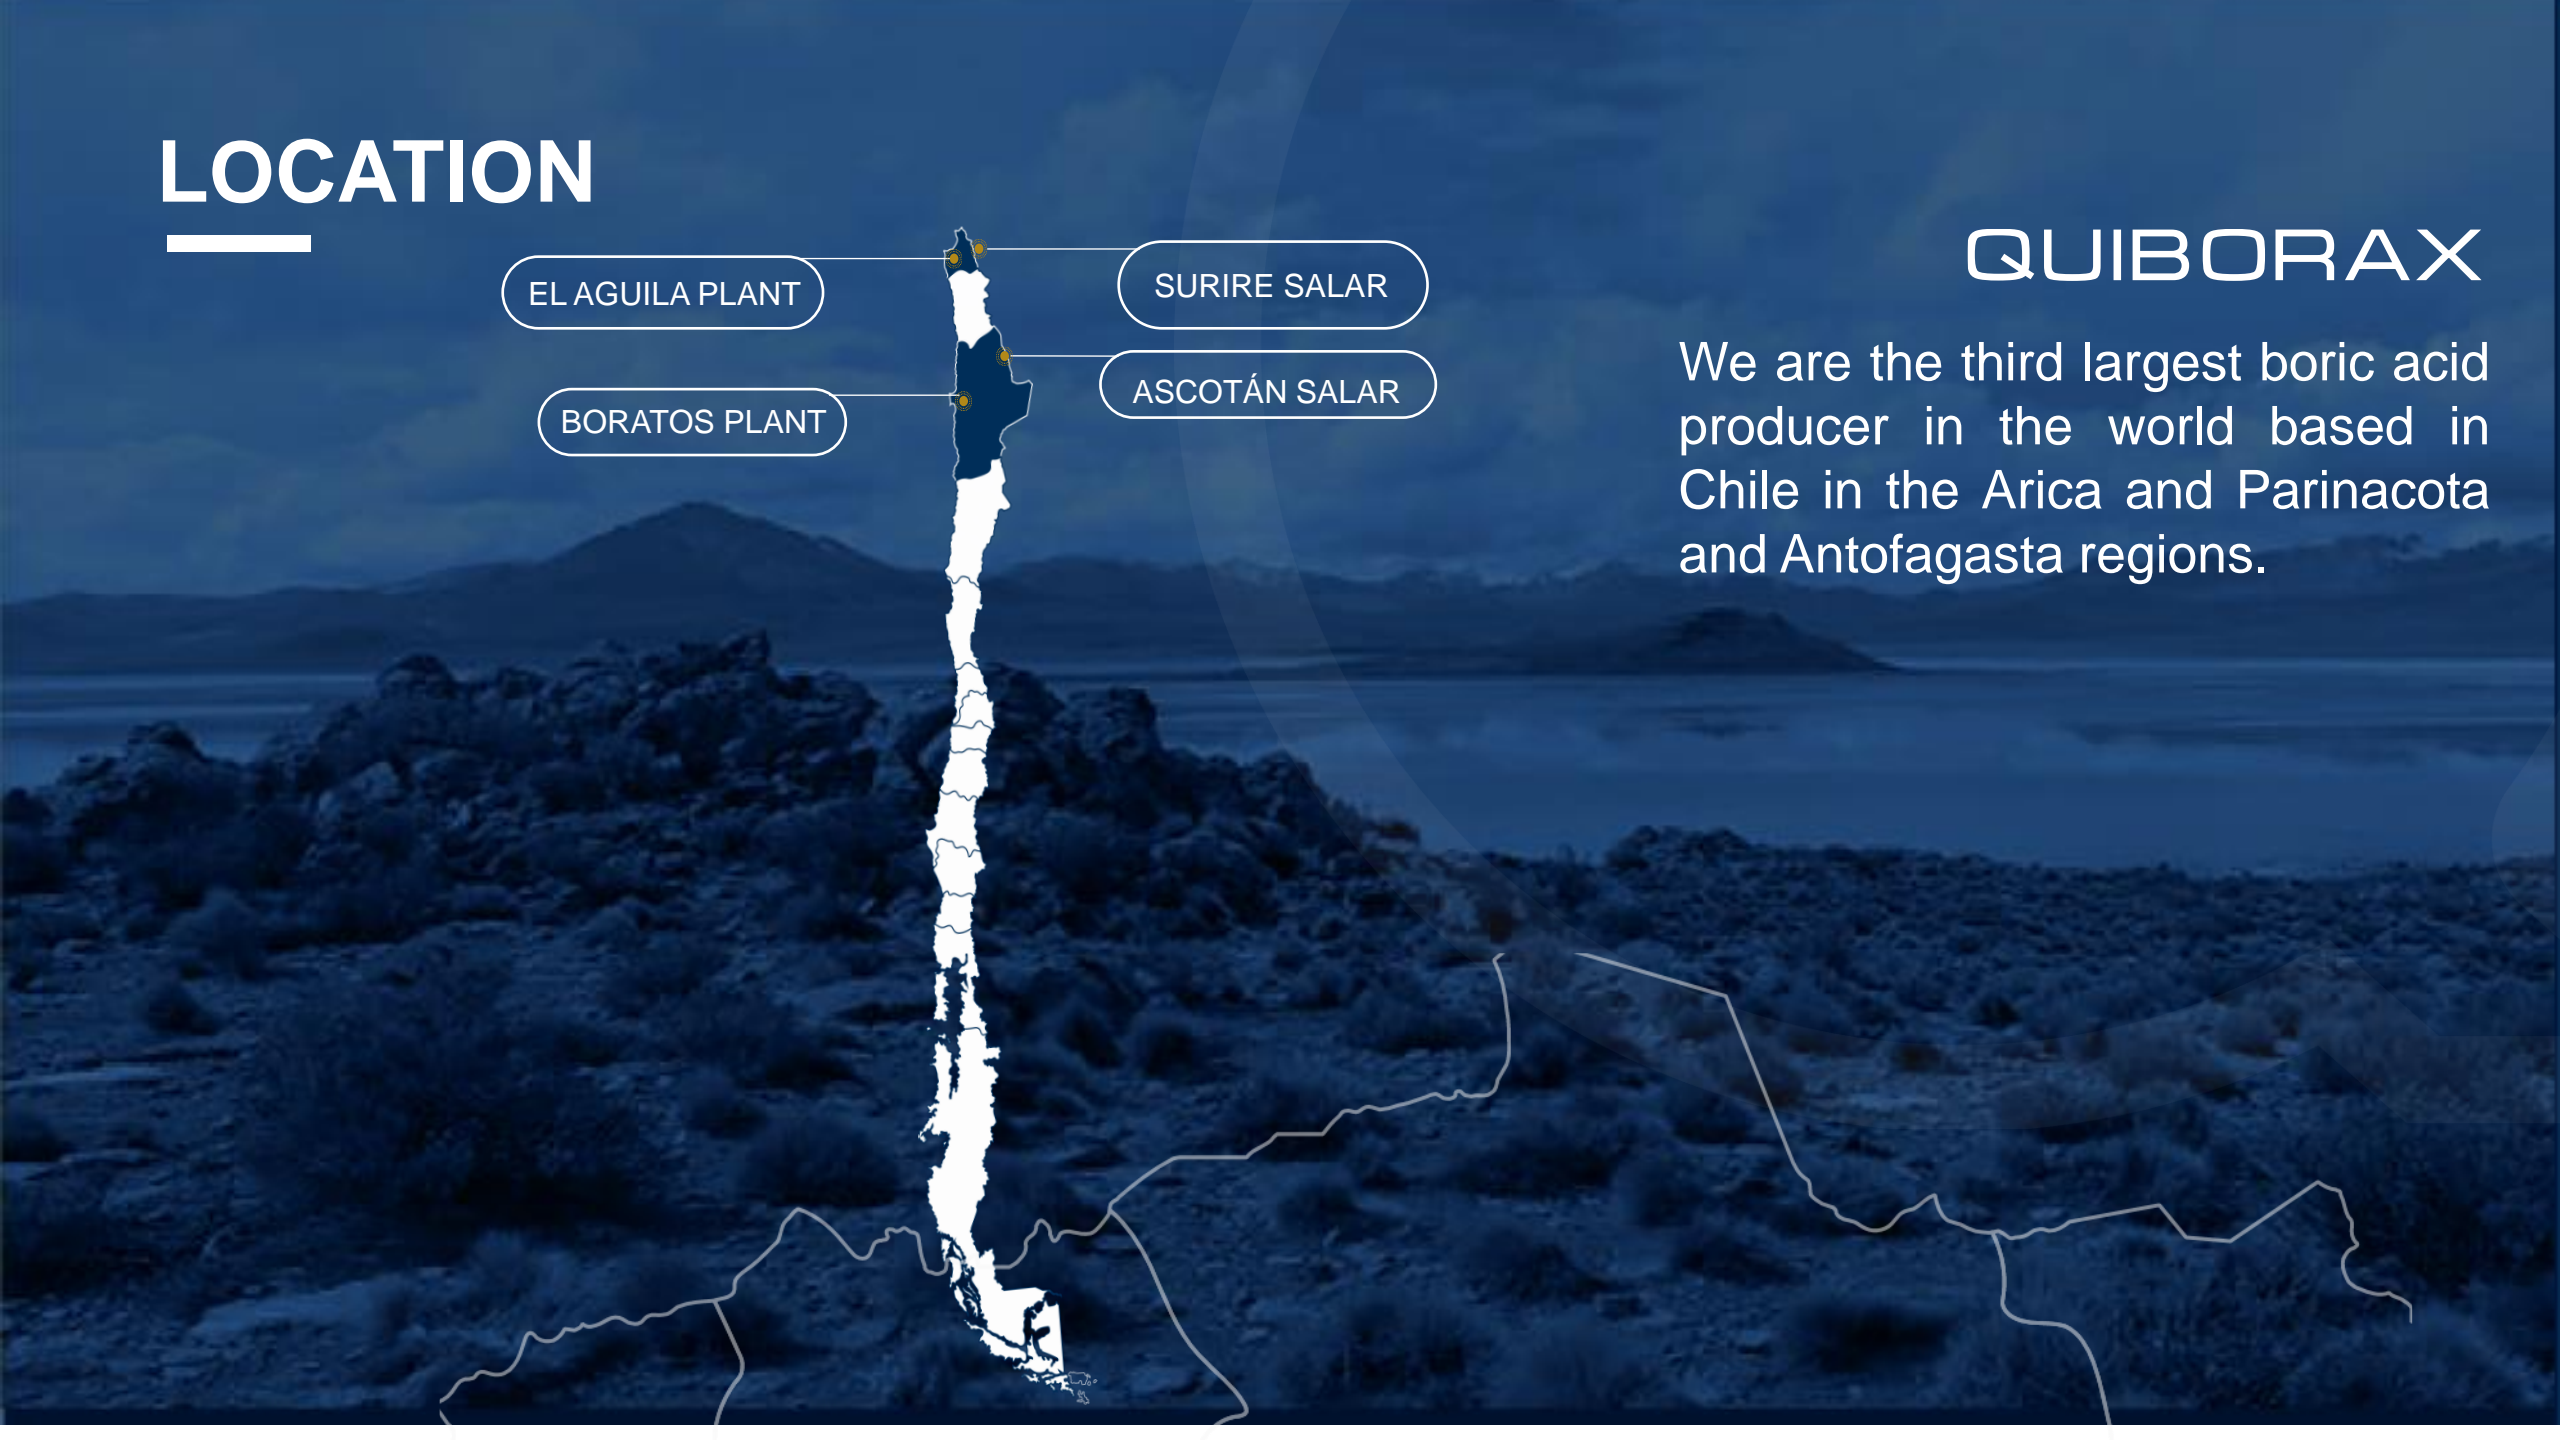 LOCATION
QUIBORAX
EL AGUILA PLANT
SURIRE SALAR
BORATOS PLANT
ASCOTÁN SALAR
We are the third largest boric acid
producer in the world based in
Chile in the Arica and Parinacota
and Antofagasta regions.